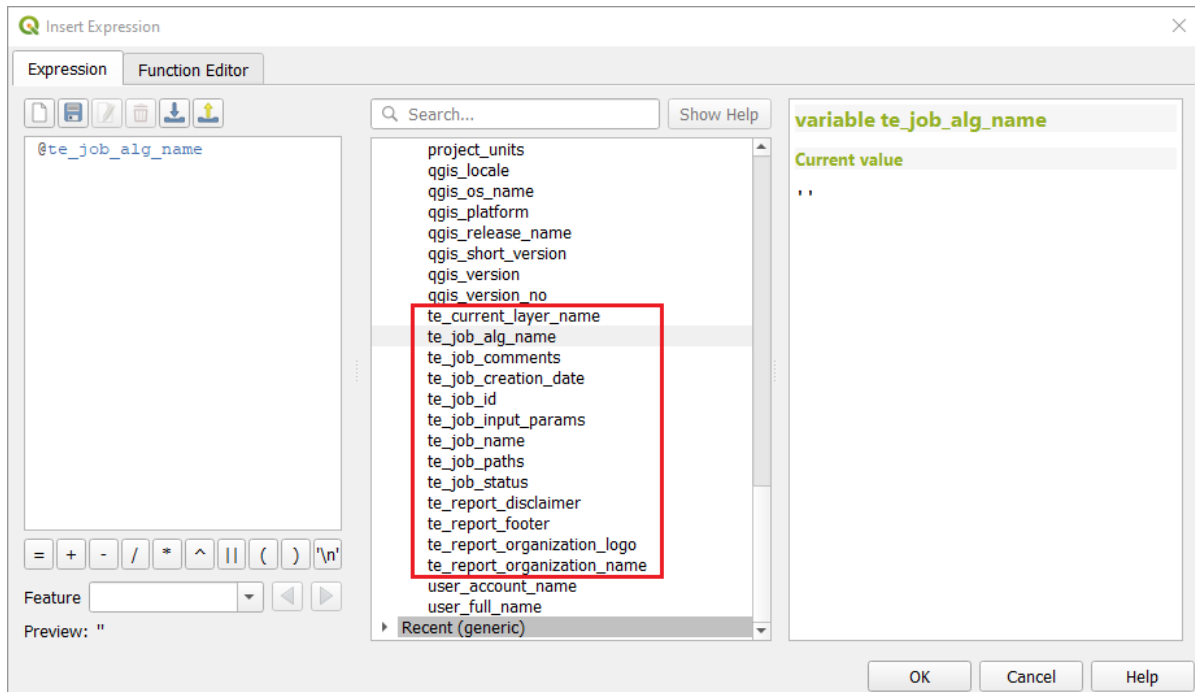 Insert Expression
Expression
Function Editor
@te_job_alg_name
= + - / * ^ || ( ) '\n'
Feature
Preview: ''
Search...
Show Help
project_units
qgis_locale
qgis_os_name
qgis_platform
qgis_release_name
qgis_short_version
qgis_version
qgis_version_no
te_current_layer_name
te_job_alg_name
te_job_comments
te_job_creation_date
te_job_id
te_job_input_params
te_job_name
te_job_paths
te_job_status
te_report_disclaimer
te_report_footer
te_report_organization_logo
te_report_organization_name
user_account_name
user_full_name
Recent (generic)
variable te_job_alg_name
Current value
''
OK
Cancel
Help